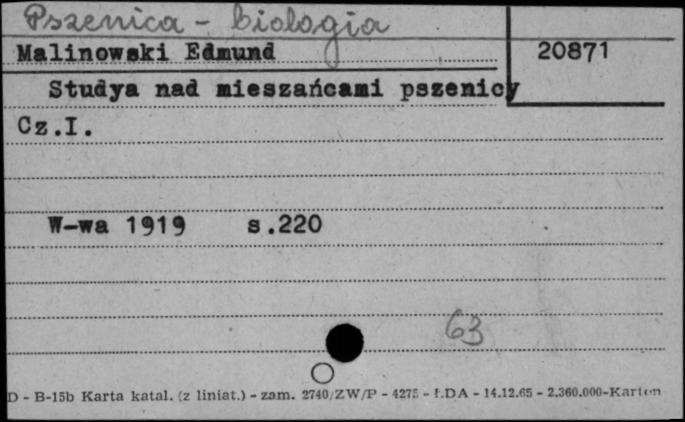 Pszenica - biologia
Malinowski Edmund
20871
Studya nad mieszańcami pszenicy
Cz.I.
W-wa 1919 s.220
63
D - B-15b Karta katal. (z liniat.) - zam. 2740/ZW/P - 4275 - ŁDA - 14.12.65 - 2.360.000-Karton